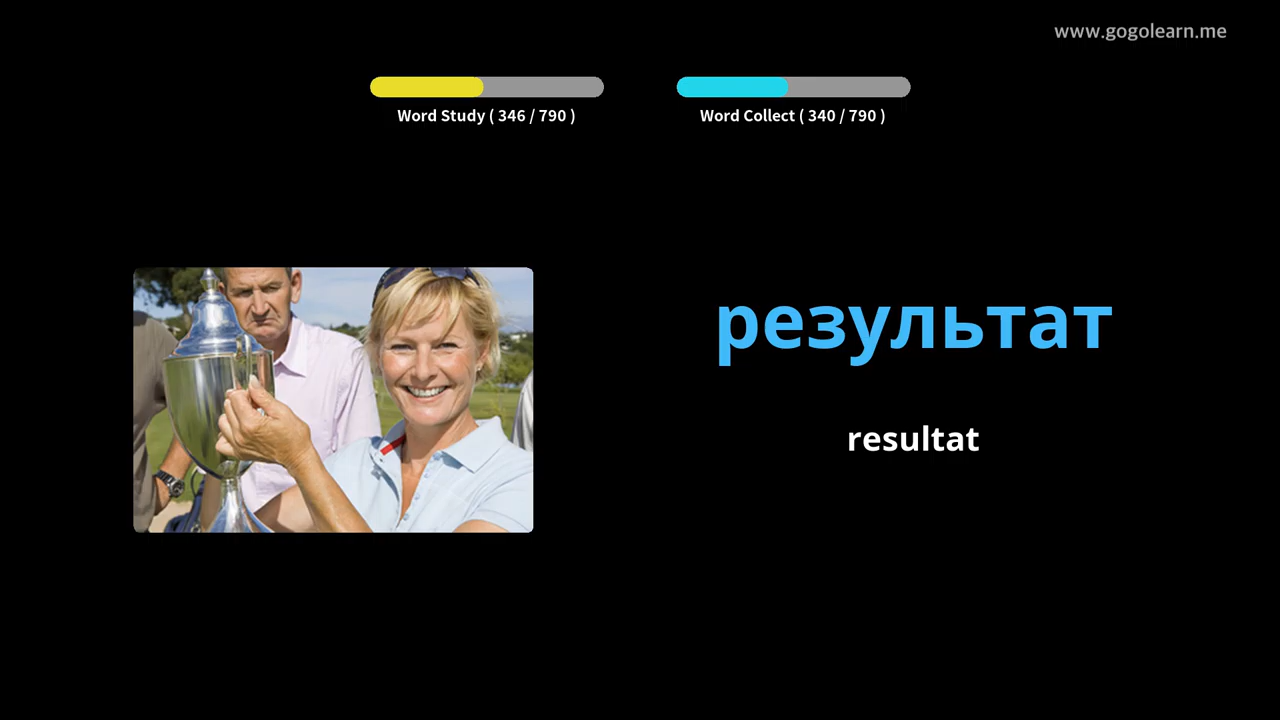 www.gogolearn.me
Word Study ( 346 / 790 )
Word Collect ( 340 / 790 )
результат
resultat